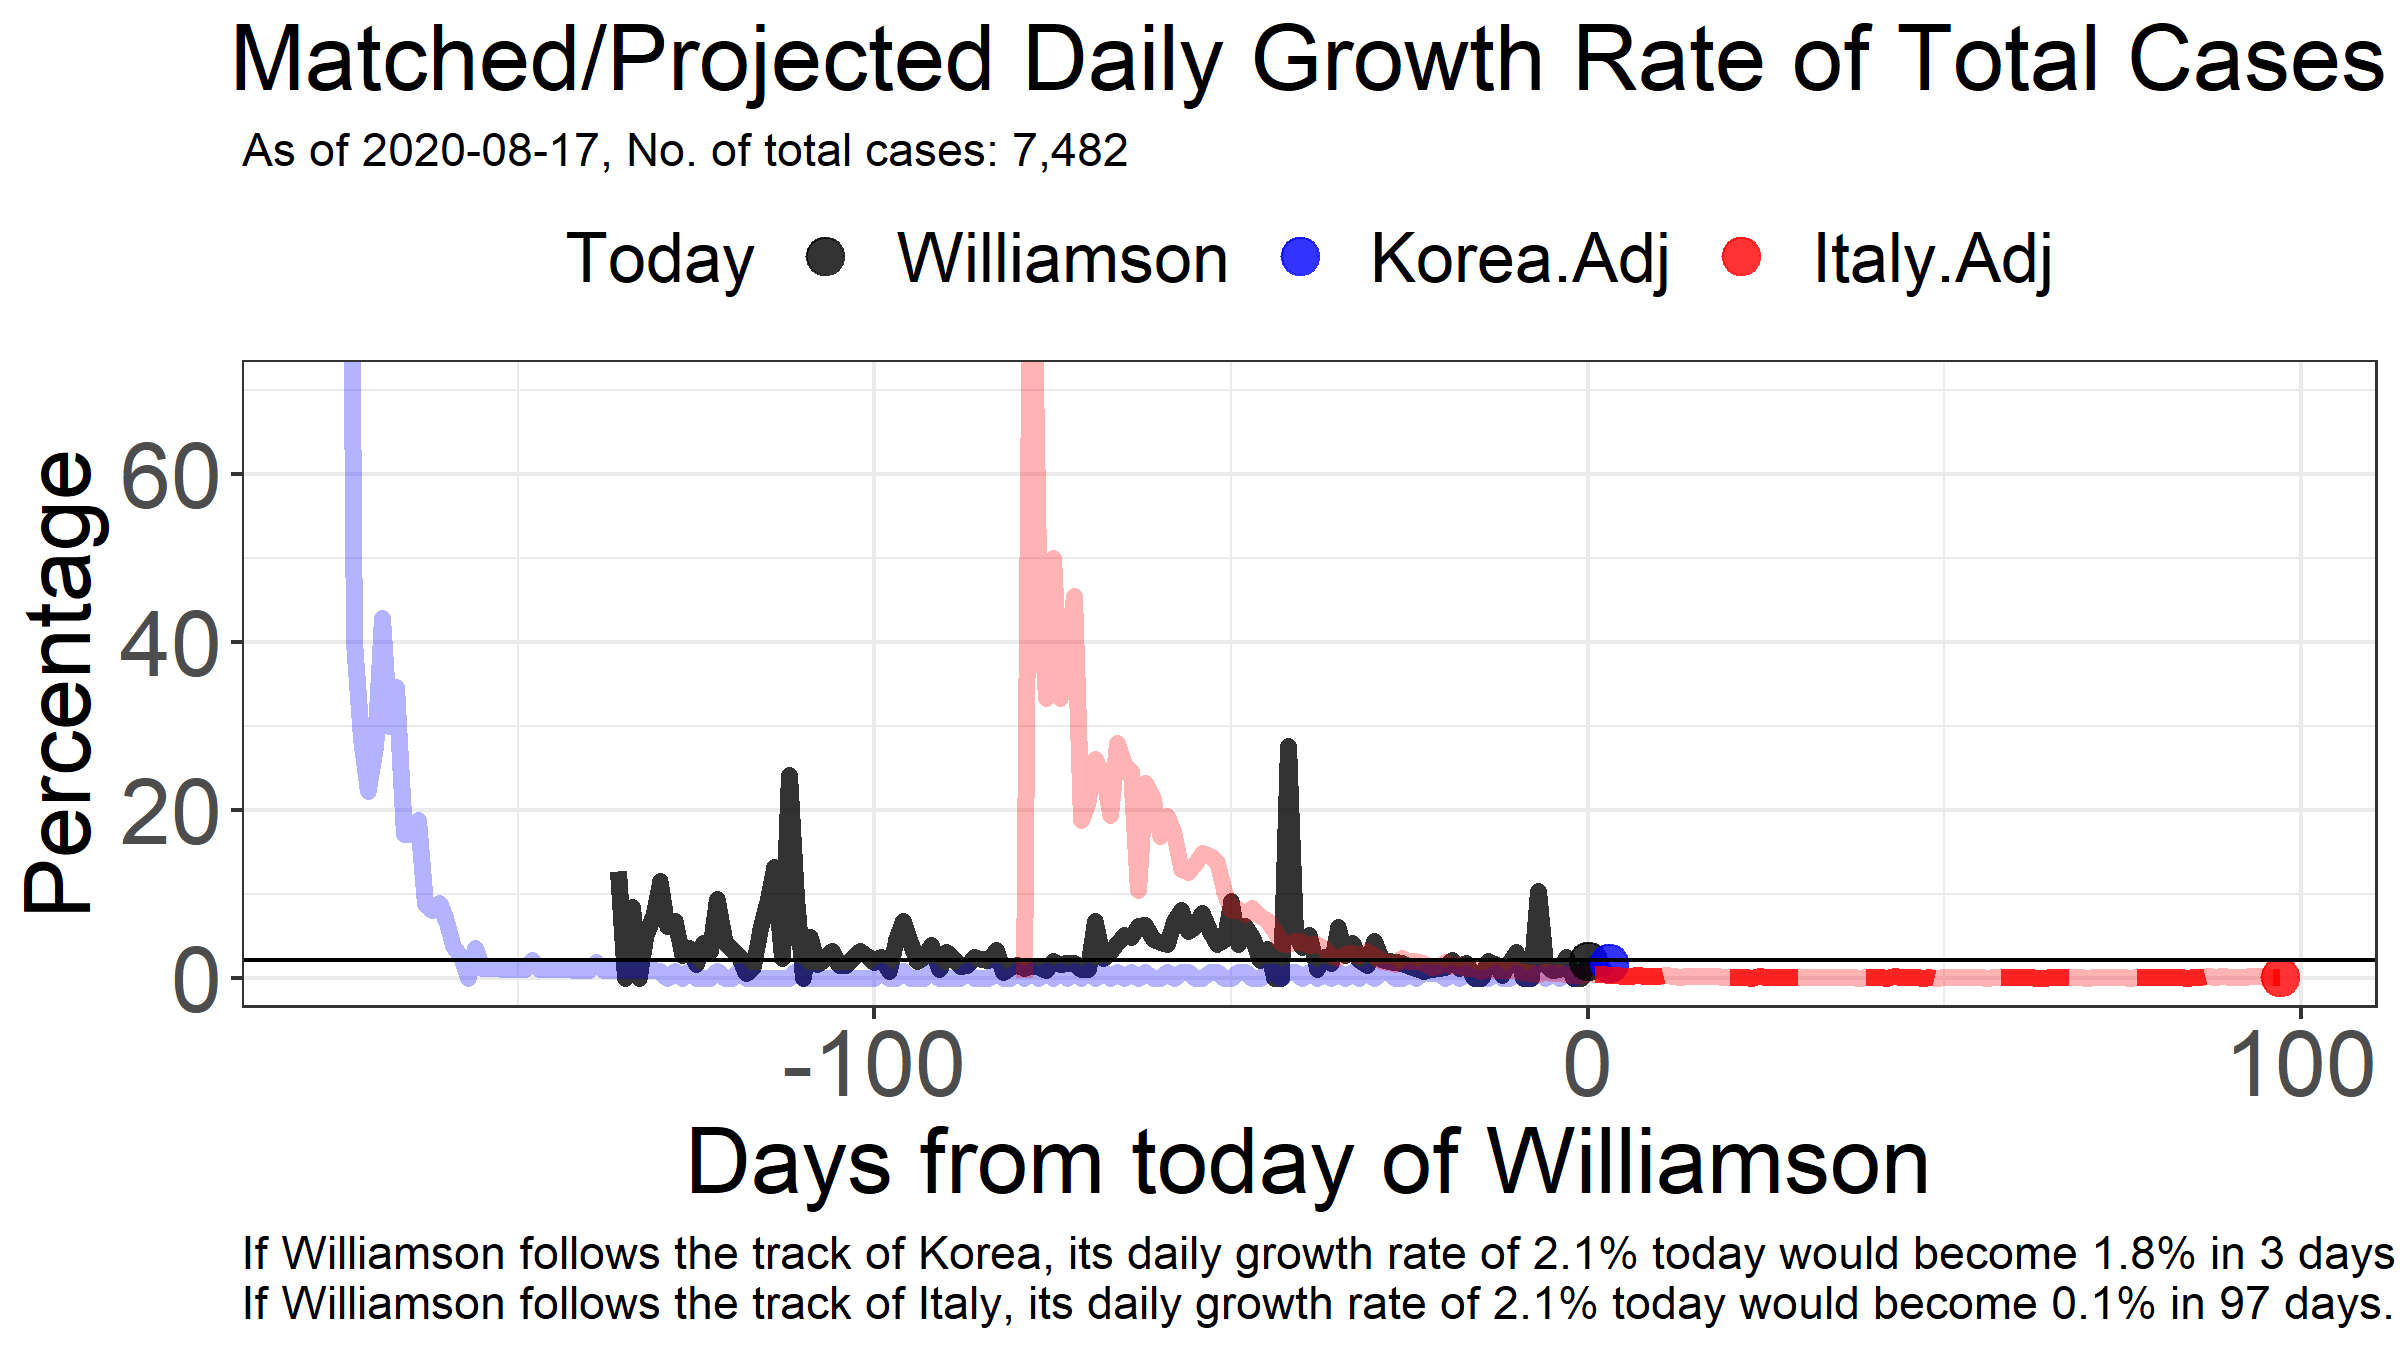 Matched/Projected Daily Growth Rate of Total Cases
As of 2020-08-17, No. of total cases: 7,482
Today Williamson Korea.Adj Italy.Adj
Percentage
60
40
20
0
-100 0 100
Days from today of Williamson
If Williamson follows the track of Korea, its daily growth rate of 2.1% today would become 1.8% in 3 days
If Williamson follows the track of Italy, its daily growth rate of 2.1% today would become 0.1% in 97 days.